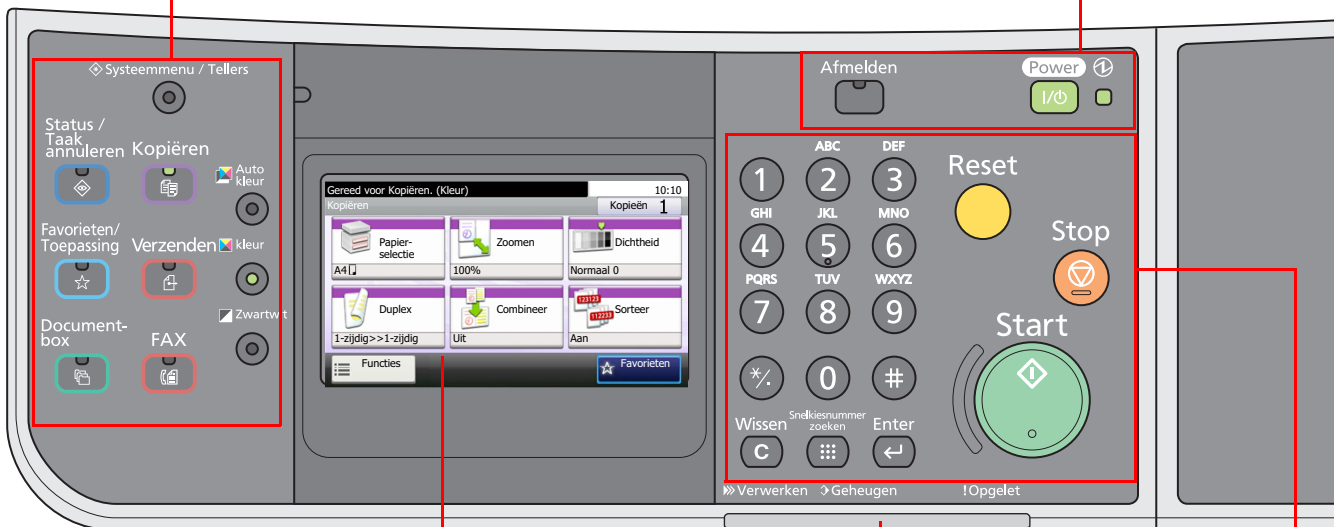 Systeemmenu / Tellers
Status /
Taak
annuleren
Kopiëren
Auto
kleur
Favorieten/
Toepassing
Verzenden
kleur
Document-
box
FAX
Zwartwit
Gereed voor Kopiëren. (Kleur)
10:10
Kopiëren
Kopieën 1
Papier-
selectie
A4
Zoomen
100%
Dichtheid
Normaal 0
Duplex
1-zijdig>>1-zijdig
Combineer
Uit
123123
112233
Sorteer
Aan
Functies
Favorieten
Afmelden
Power
I/
ABC DEF
1 2 3
GHI JKL MNO
4 5 6
PQRS TUV WXYZ
7 8 9
*/. 0 #
Wissen
Snelkiesnummer
zoeken
Enter
C
Reset
Stop
Start
Verwerken
Geheugen
!Opgelet